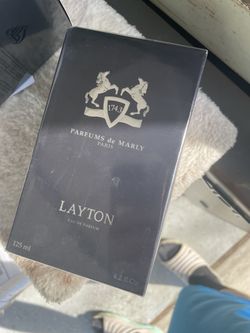 1743
PARFUMS de MARLY
PARIS
LAYTON
EAU DE PARFUM
125 ml
4.2 fl. oz